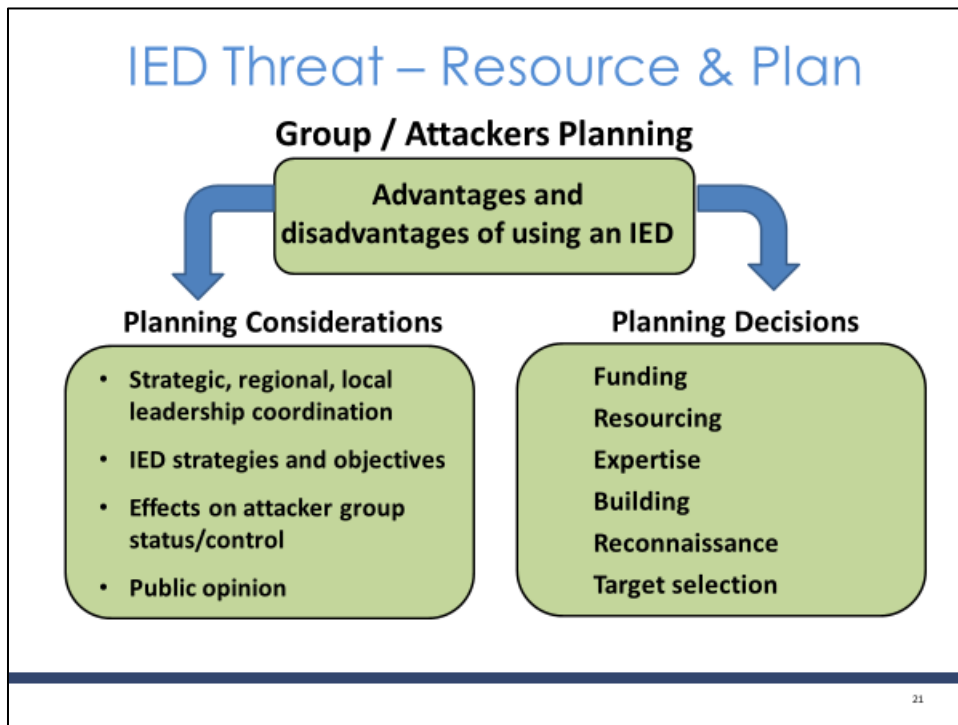 IED Threat – Resource & Plan
Group / Attackers Planning
Advantages and
disadvantages of using an IED
Planning Considerations
• Strategic, regional, local
leadership coordination
• IED strategies and objectives
• Effects on attacker group
status/control
• Public opinion
Planning Decisions
Funding
Resourcing
Expertise
Building
Reconnaissance
Target selection
21